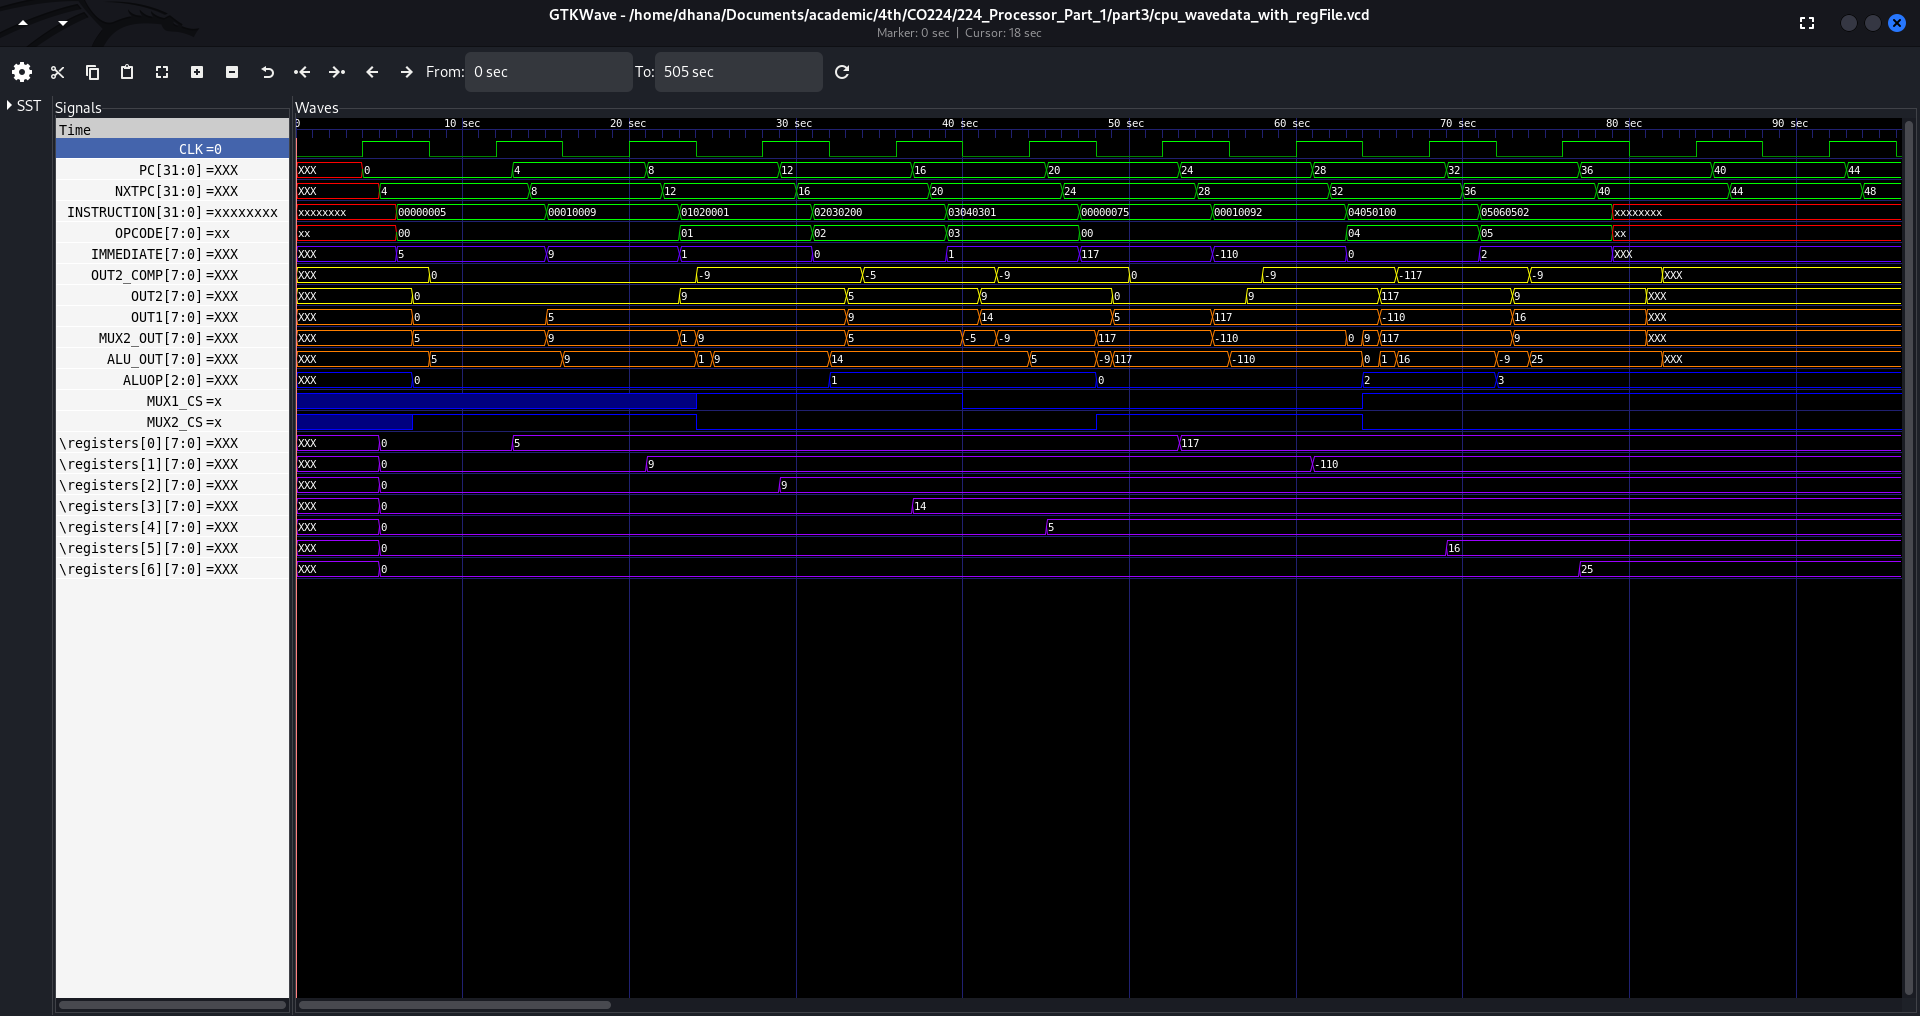 GTKWave - /home/dhana/Documents/academic/4th/CO224/224_Processor_Part_1/part3/cpu_wavedata_with_regFile.vcd
Marker: 0 sec | Cursor: 18 sec
From: 0 sec To: 505 sec
SST Signals Waves
Time 0 10 sec 20 sec 30 sec 40 sec 50 sec 60 sec 70 sec 80 sec 90 sec
CLK=0
PC[31:0]=XXX XXX 0 4 8 12 16 20 24 28 32 36 40 44
NXTPC[31:0]=XXX XXX 4 8 12 16 20 24 28 32 36 40 44 48
INSTRUCTION[31:0]=xxxxxxxx xxxxxxxx 00000005 00010009 01020001 02030200 03040301 00000075 00010092 04050100 05060502 xxxxxxxx
OPCODE[7:0]=xx xx 00 01 02 03 00 04 05 xx
IMMEDIATE[7:0]=XXX XXX 5 9 1 0 1 117 -110 0 2 XXX
OUT2_COMP[7:0]=XXX XXX 0 -9 -5 -9 0 -9 -117 -9 XXX
OUT2[7:0]=XXX XXX 0 9 5 9 0 9 117 9 XXX
OUT1[7:0]=XXX XXX 0 5 9 14 5 117 -110 16 XXX
MUX2_OUT[7:0]=XXX XXX 5 9 1 9 5 -5 -9 117 -110 0 9 117 9 XXX
ALU_OUT[7:0]=XXX XXX 5 9 1 9 14 5 -9 117 -110 0 1 16 -9 25 XXX
ALUOP[2:0]=XXX XXX 0 1 0 2 3
MUX1_CS=x
MUX2_CS=x
\registers[0][7:0]=XXX XXX 0 5 117
\registers[1][7:0]=XXX XXX 0 9 -110
\registers[2][7:0]=XXX XXX 0 9
\registers[3][7:0]=XXX XXX 0 14
\registers[4][7:0]=XXX XXX 0 5
\registers[5][7:0]=XXX XXX 0 16
\registers[6][7:0]=XXX XXX 0 25